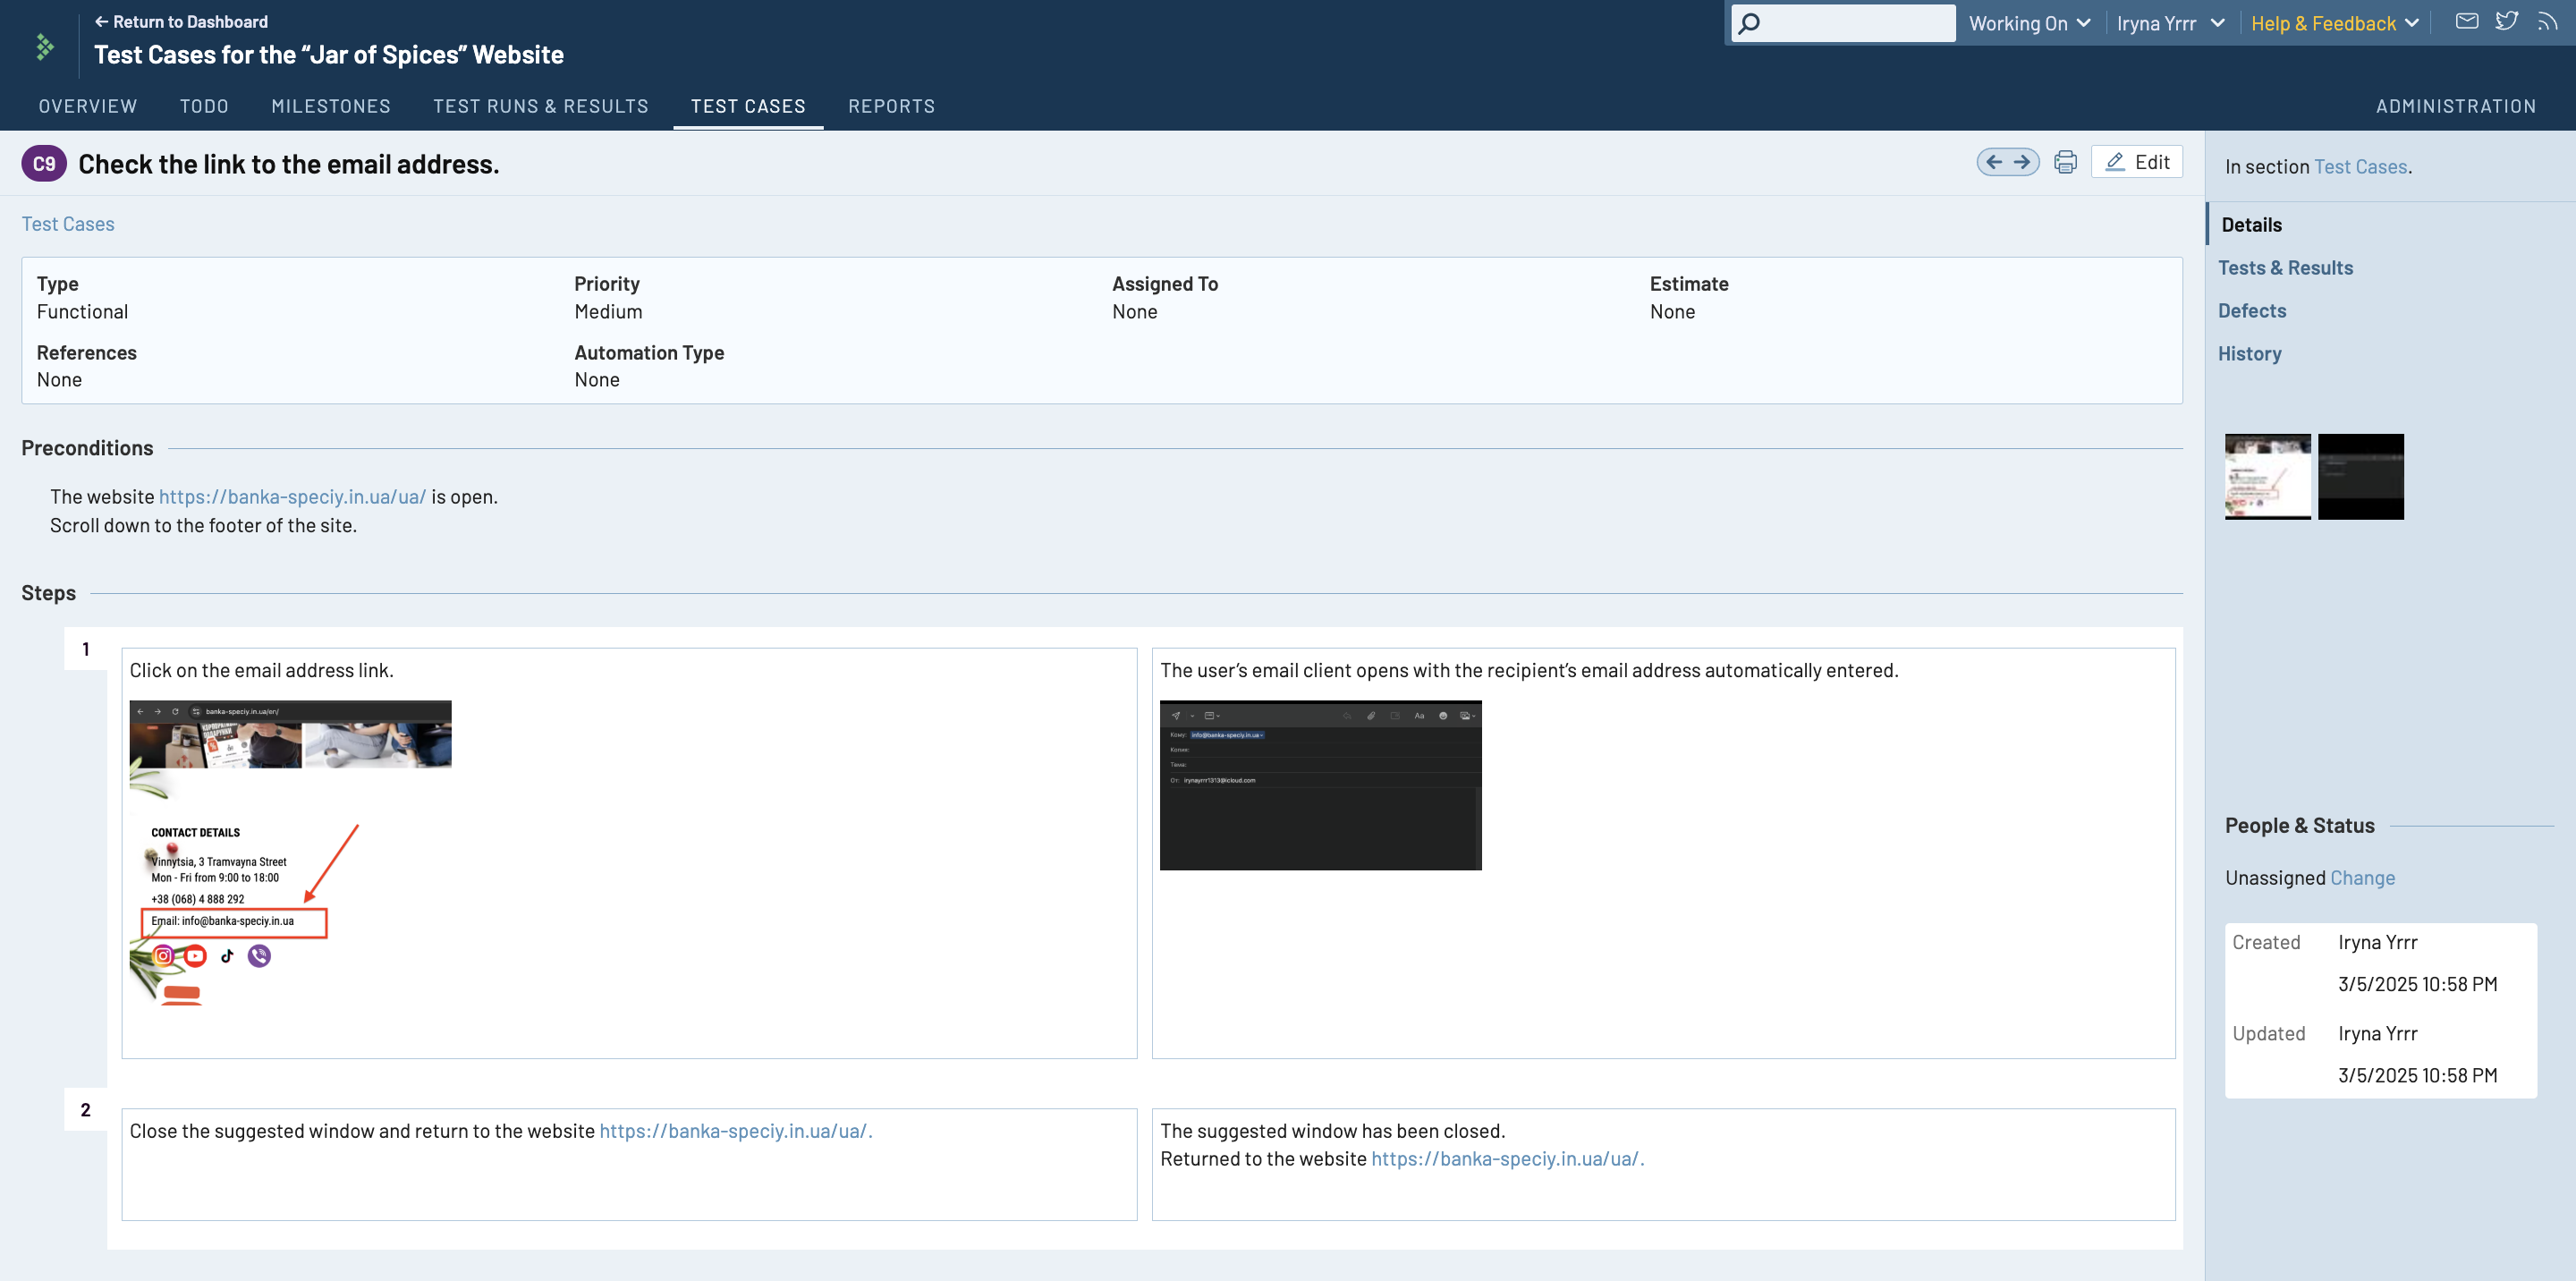 ← Return to Dashboard
Test Cases for the “Jar of Spices” Website
Working On
Iryna Yrrr
Help & Feedback
OVERVIEW
TODO
MILESTONES
TEST RUNS & RESULTS
TEST CASES
REPORTS
ADMINISTRATION
C9 Check the link to the email address.
Edit
In section Test Cases.
Test Cases
Details
Tests & Results
Defects
History
Type
Functional
Priority
Medium
Assigned To
None
Estimate
None
References
None
Automation Type
None
Preconditions
The website https://banka-speciy.in.ua/ua/ is open.
Scroll down to the footer of the site.
Steps
1
Click on the email address link.
banka-speciy.in.ua/en/
CONTACT DETAILS
Vinnytsia, 3 Tramvayna Street
Mon - Fri from 9:00 to 18:00
+38 (068) 4 888 292
Email: info@banka-speciy.in.ua
The user’s email client opens with the recipient’s email address automatically entered.
Aa
Кому: info@banka-speciy.in.ua
Копия:
Тема:
От: irynayrrr1313@icloud.com
2
Close the suggested window and return to the website https://banka-speciy.in.ua/ua/.
The suggested window has been closed.
Returned to the website https://banka-speciy.in.ua/ua/.
People & Status
Unassigned Change
Created Iryna Yrrr
3/5/2025 10:58 PM
Updated Iryna Yrrr
3/5/2025 10:58 PM